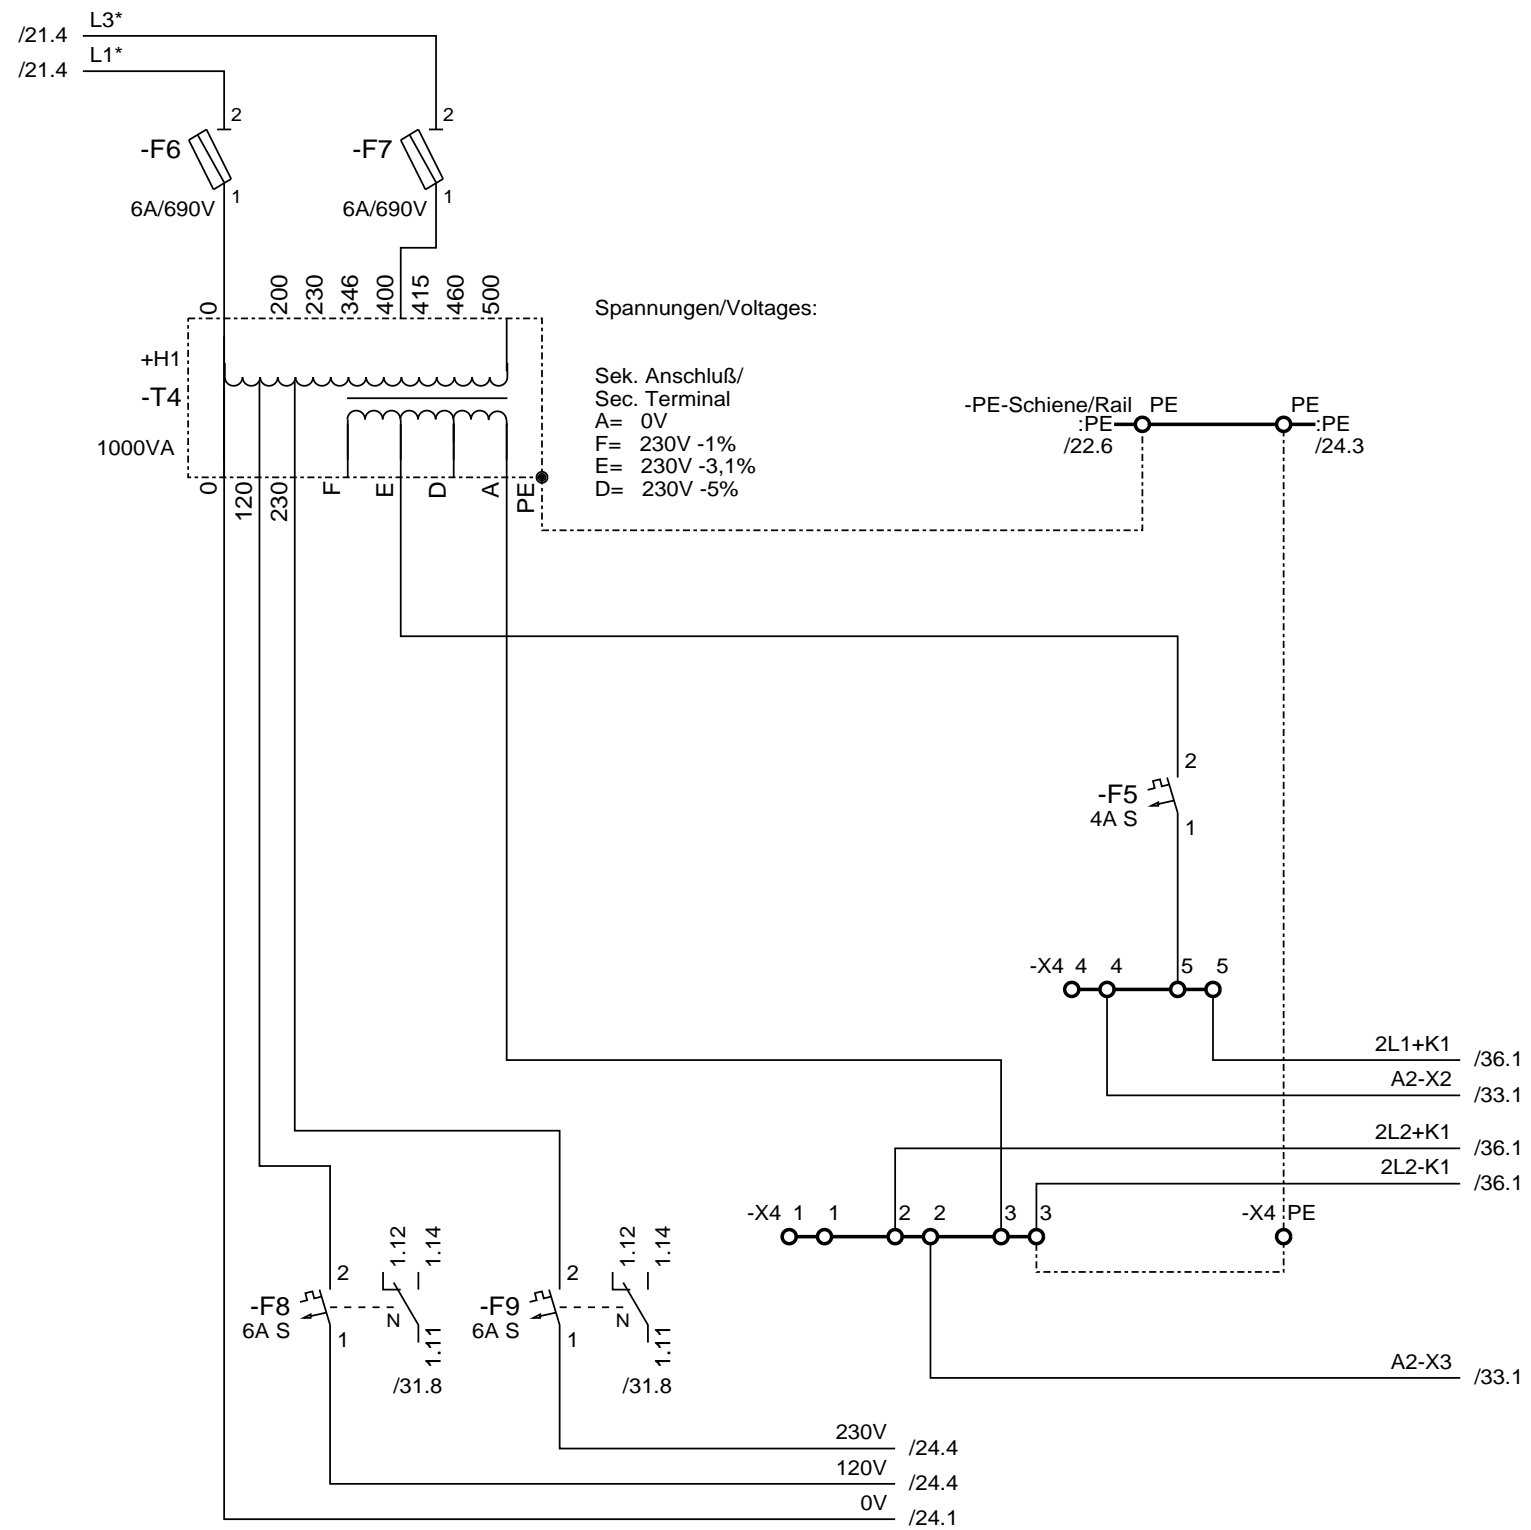 L3*
/21.4
L1*
/21.4
2
2
-F6
-F7
1
1
6A/690V
6A/690V
0
200
230
346
400
415
460
500
Spannungen/Voltages:
+H1
-T4
1000VA
Sek. Anschluß/
Sec. Terminal
A= 0V
F= 230V -1%
E= 230V -3,1%
D= 230V -5%
-PE-Schiene/Rail PE
PE
:PE
:PE
/22.6
/24.3
0
120
230
F
E
D
A
PE
2
-F5
4A S
1
-X4 4 4 5 5
2L1+K1
/36.1
A2-X2
/33.1
2L2+K1
/36.1
2L2-K1
/36.1
-X4 1 1 2 2 3 3
-X4 PE
1.12
1.14
1.12
1.14
2
2
-F8
6A S
N
-F9
6A S
N
1
1.11
1
1.11
/31.8
/31.8
A2-X3
/33.1
230V
/24.4
120V
/24.4
0V
/24.1